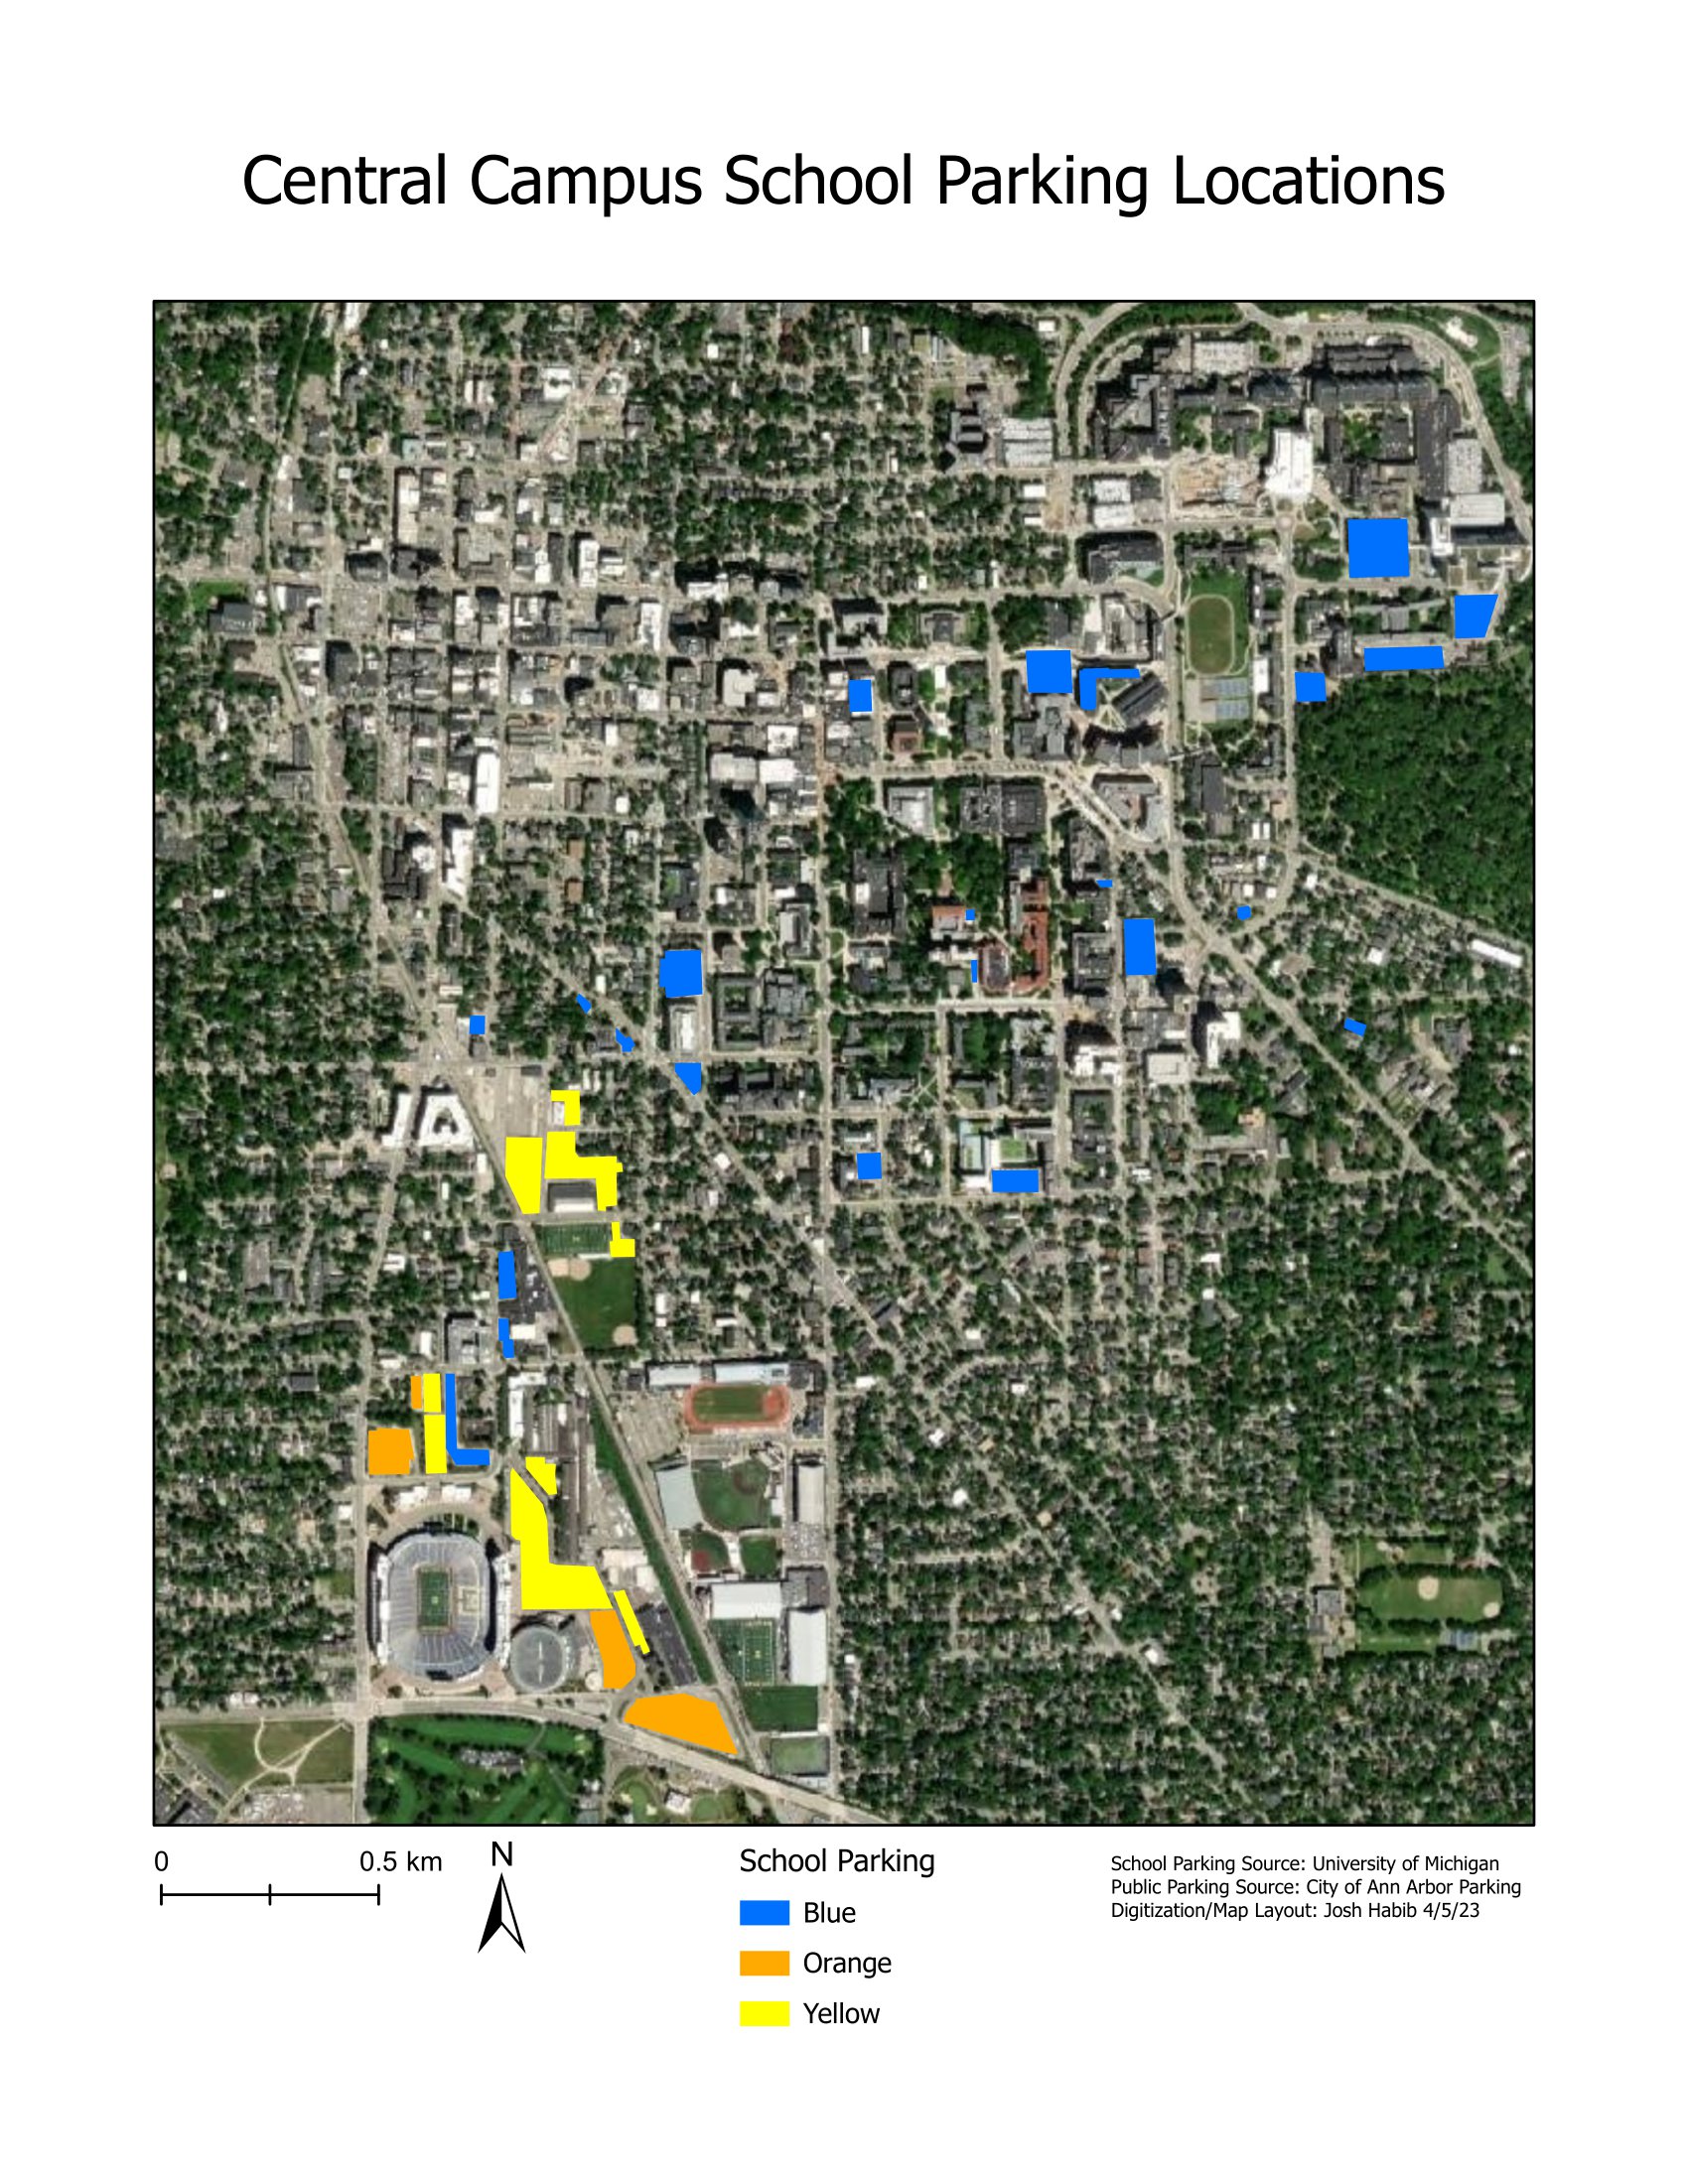 Central Campus School Parking Locations
0 0.5 km N
School Parking
Blue
Orange
Yellow
School Parking Source: University of Michigan
Public Parking Source: City of Ann Arbor Parking
Digitization/Map Layout: Josh Habib 4/5/23